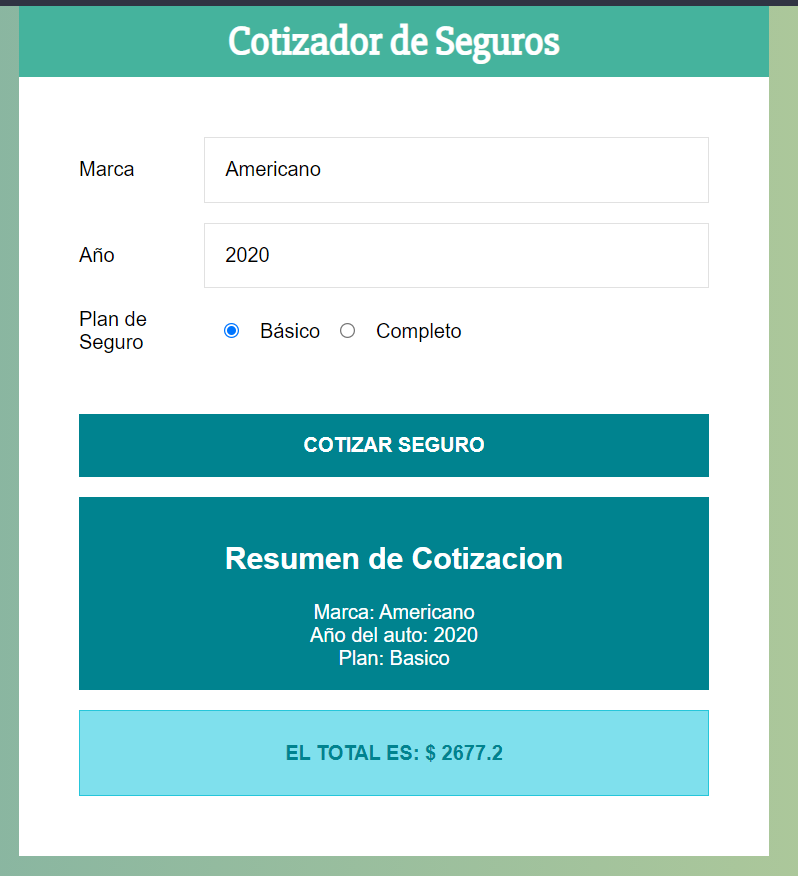 Cotizador de Seguros
Marca
Americano
Año
2020
Plan de
Seguro
Básico Completo
COTIZAR SEGURO
Resumen de Cotizacion
Marca: Americano
Año del auto: 2020
Plan: Basico
EL TOTAL ES: $ 2677.2